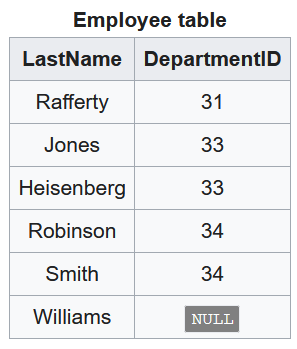 Employee table
LastName DepartmentID
Rafferty 31
Jones 33
Heisenberg 33
Robinson 34
Smith 34
Williams NULL